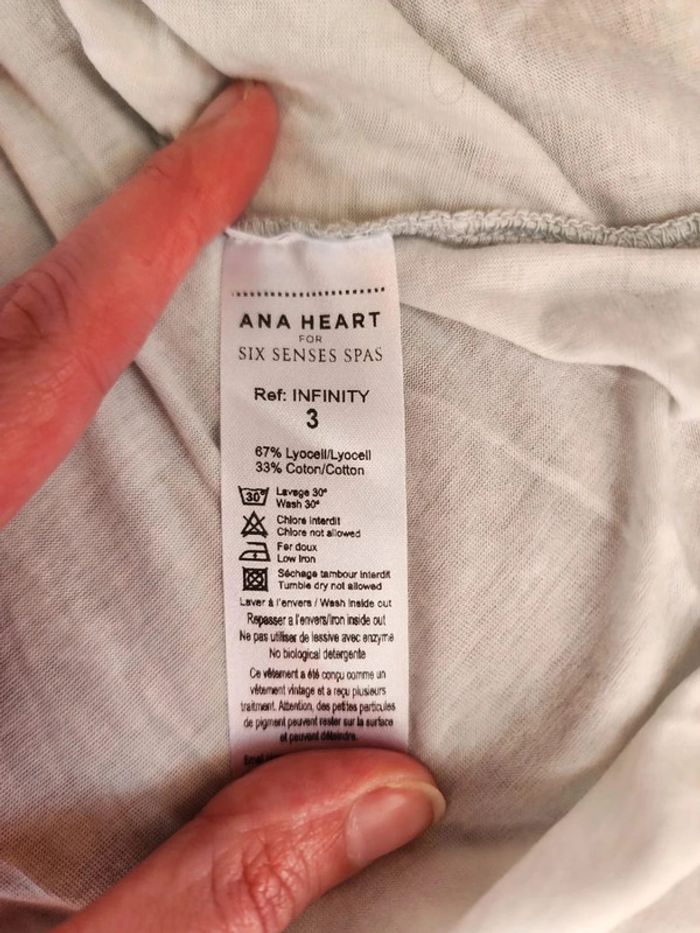 ANA HEART
FOR
SIX SENSES SPAS
Ref: INFINITY
3
67% Lyocell/Lyocell
33% Coton/Cotton
30°
Lavage 30°
Wash 30°
Chlore interdit
Chlore not allowed
Fer doux
Low Iron
Séchage tambour interdit
Tumble dry not allowed
Laver à l'envers / Wash inside out
Repasser a l'envers/Iron inside out
Ne pas utiliser de lessive avec enzyme
No biological detergente
Ce vêtement a été conçu comme un
vêtement vintage et a reçu plusieurs
traitment. Attention, des petites particules
de pigment peuvent rester sur la surface
et peuvent déteindre.